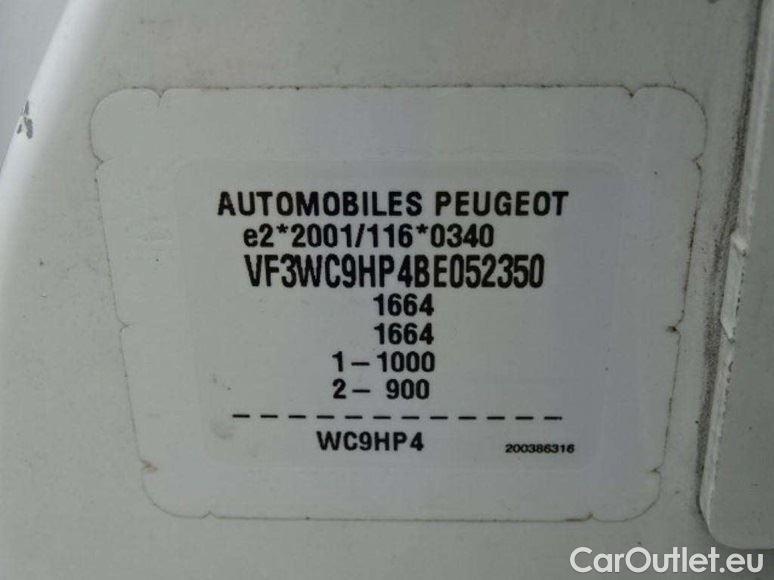 AUTOMOBILES PEUGEOT
e2*2001/116*0340
VF3WC9HP4BE052350
1664
1664
1- 1000
2- 900
WC9HP4
200386316
CarOutlet.eu